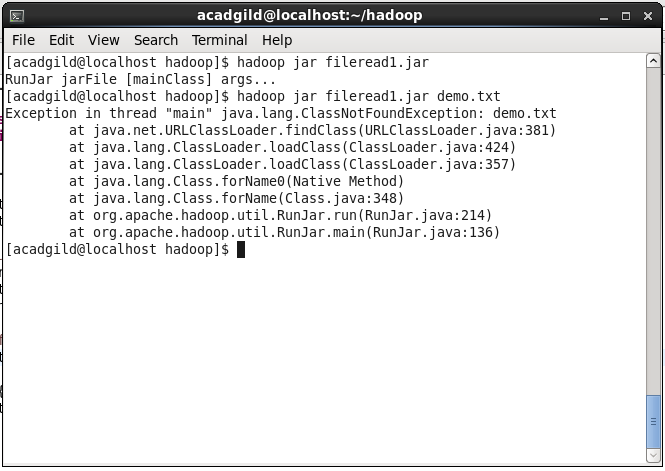 acadgild@localhost:~/hadoop
File Edit View Search Terminal Help
[acadgild@localhost hadoop]$ hadoop jar fileread1.jar
RunJar jarFile [mainClass] args...
[acadgild@localhost hadoop]$ hadoop jar fileread1.jar demo.txt
Exception in thread "main" java.lang.ClassNotFoundException: demo.txt
        at java.net.URLClassLoader.findClass(URLClassLoader.java:381)
        at java.lang.ClassLoader.loadClass(ClassLoader.java:424)
        at java.lang.ClassLoader.loadClass(ClassLoader.java:357)
        at java.lang.Class.forName0(Native Method)
        at java.lang.Class.forName(Class.java:348)
        at org.apache.hadoop.util.RunJar.run(RunJar.java:214)
        at org.apache.hadoop.util.RunJar.main(RunJar.java:136)
[acadgild@localhost hadoop]$